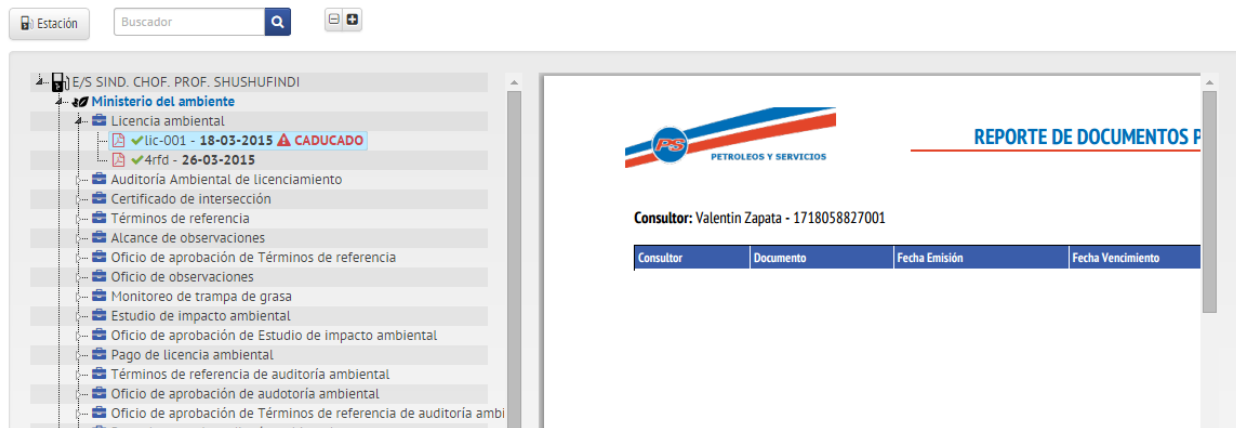 Estación
Buscador
E/S SIND. CHOF. PROF. SHUSHUFINDI
Ministerio del ambiente
Licencia ambiental
lic-001 - 18-03-2015 CADUCADO
4rfd - 26-03-2015
Auditoría Ambiental de licenciamiento
Certificado de intersección
Términos de referencia
Alcance de observaciones
Oficio de aprobación de Términos de referencia
Oficio de observaciones
Monitoreo de trampa de grasa
Estudio de impacto ambiental
Oficio de aprobación de Estudio de impacto ambiental
Pago de licencia ambiental
Términos de referencia de auditoría ambiental
Oficio de aprobación de audotoría ambiental
Oficio de aprobación de Términos de referencia de auditoría ambi
PS
PETROLEOS Y SERVICIOS
REPORTE DE DOCUMENTOS P
Consultor: Valentin Zapata - 1718058827001
Consultor Documento Fecha Emisión Fecha Vencimiento